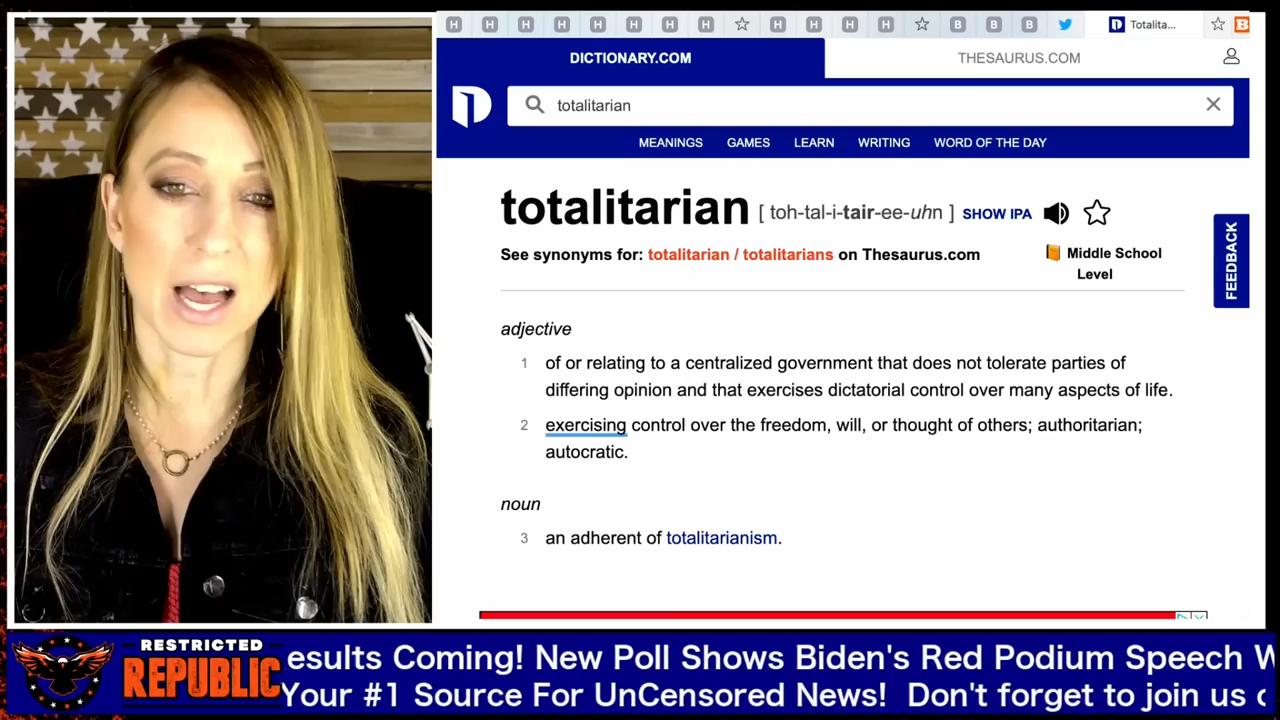 H H H H H H H H H H H H B B B Totalita...
DICTIONARY.COM
THESAURUS.COM
totalitarian
MEANINGS GAMES LEARN WRITING WORD OF THE DAY
totalitarian [ toh-tal-i-tair-ee-uhn ] SHOW IPA
See synonyms for: totalitarian / totalitarians on Thesaurus.com
Middle School
Level
FEEDBACK
adjective
1 of or relating to a centralized government that does not tolerate parties of
differing opinion and that exercises dictatorial control over many aspects of life.
2 exercising control over the freedom, will, or thought of others; authoritarian;
autocratic.
noun
3 an adherent of totalitarianism.
RESTRICTED
REPUBLIC
esults Coming! New Poll Shows Biden's Red Podium Speech W
Your #1 Source For UnCensored News! Don't forget to join us